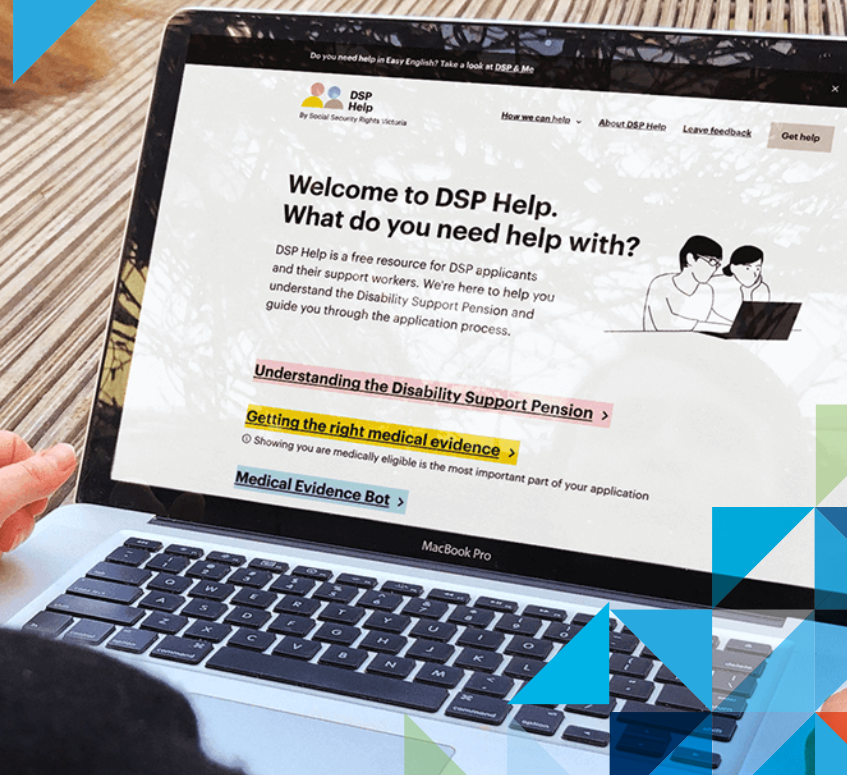 Do you need help in Easy English? Take a look at DSP & Me
DSP
Help
By Social Security Rights Victoria
How we can help
About DSP Help
Leave feedback
Get help
Welcome to DSP Help.
What do you need help with?
DSP Help is a free resource for DSP applicants
and their support workers. We're here to help you
understand the Disability Support Pension and
guide you through the application process.
Understanding the Disability Support Pension >
Getting the right medical evidence >
Showing you are medically eligible is the most important part of your application
Medical Evidence Bot >
MacBook Pro
Q W E R T Y U I O
A S D F G H J K L
Z X C V B N M
option
command
command
option
delete